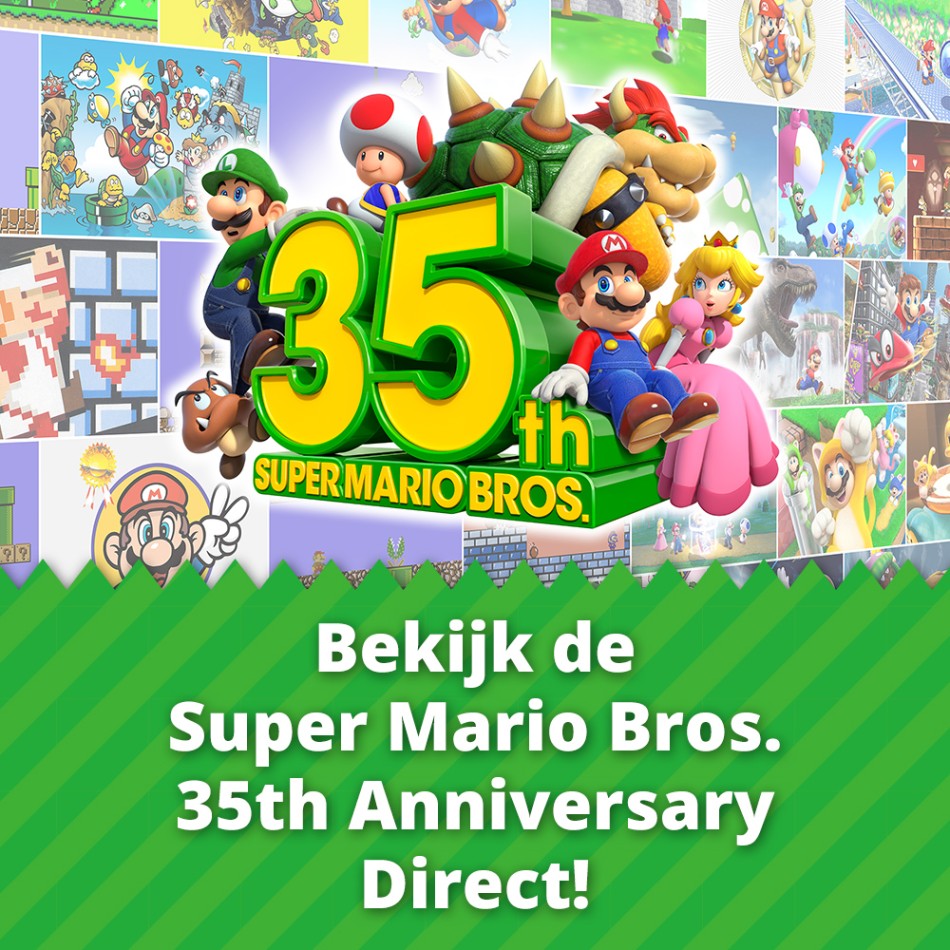 35th
SUPER MARIO BROS.
Bekijk de
Super Mario Bros.
35th Anniversary
Direct!